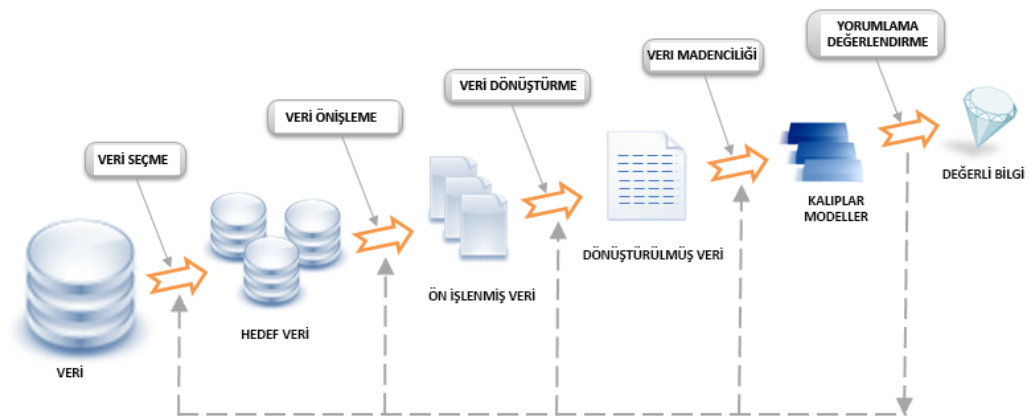 YORUMLAMA
DEĞERLENDİRME
VERI MADENCİLİĞİ
VERİ DÖNÜŞTÜRME
VERİ ÖNİŞLEME
VERİ SEÇME
DEĞERLİ BİLGİ
KALIPLAR
MODELLER
DÖNÜŞTÜRÜLMÜŞ VERİ
ÖN İŞLENMİŞ VERİ
HEDEF VERİ
VERİ